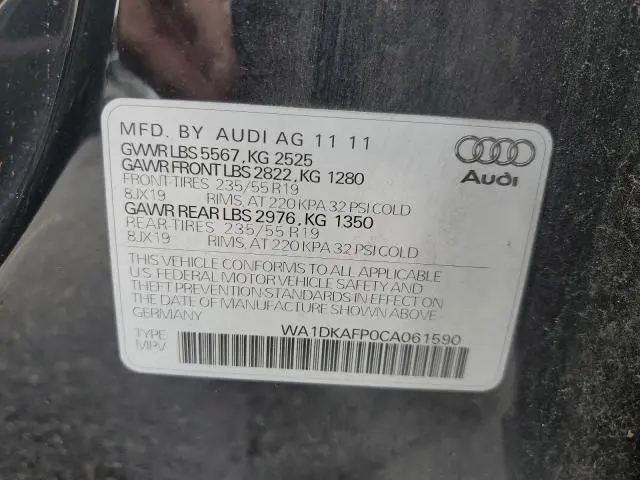 MFD. BY AUDI AG 11 11
GVWR LBS 5567, KG 2525
GAWR FRONT LBS 2822, KG 1280
FRONT-TIRES 235/55 R19
8JX19 RIMS, AT 220 KPA 32 PSI COLD
GAWR REAR LBS 2976, KG 1350
REAR-TIRES 235/55 R19
8JX19 RIMS, AT 220 KPA 32 PSI COLD
Audi
THIS VEHICLE CONFORMS TO ALL APPLICABLE
U.S FEDERAL MOTOR VEHICLE SAFETY AND
THEFT PREVENTION STANDARDS IN EFFECT ON
THE DATE OF MANUFACTURE SHOWN ABOVE
GERMANY
TYPE WA1DKAFP0CA061590
MPV